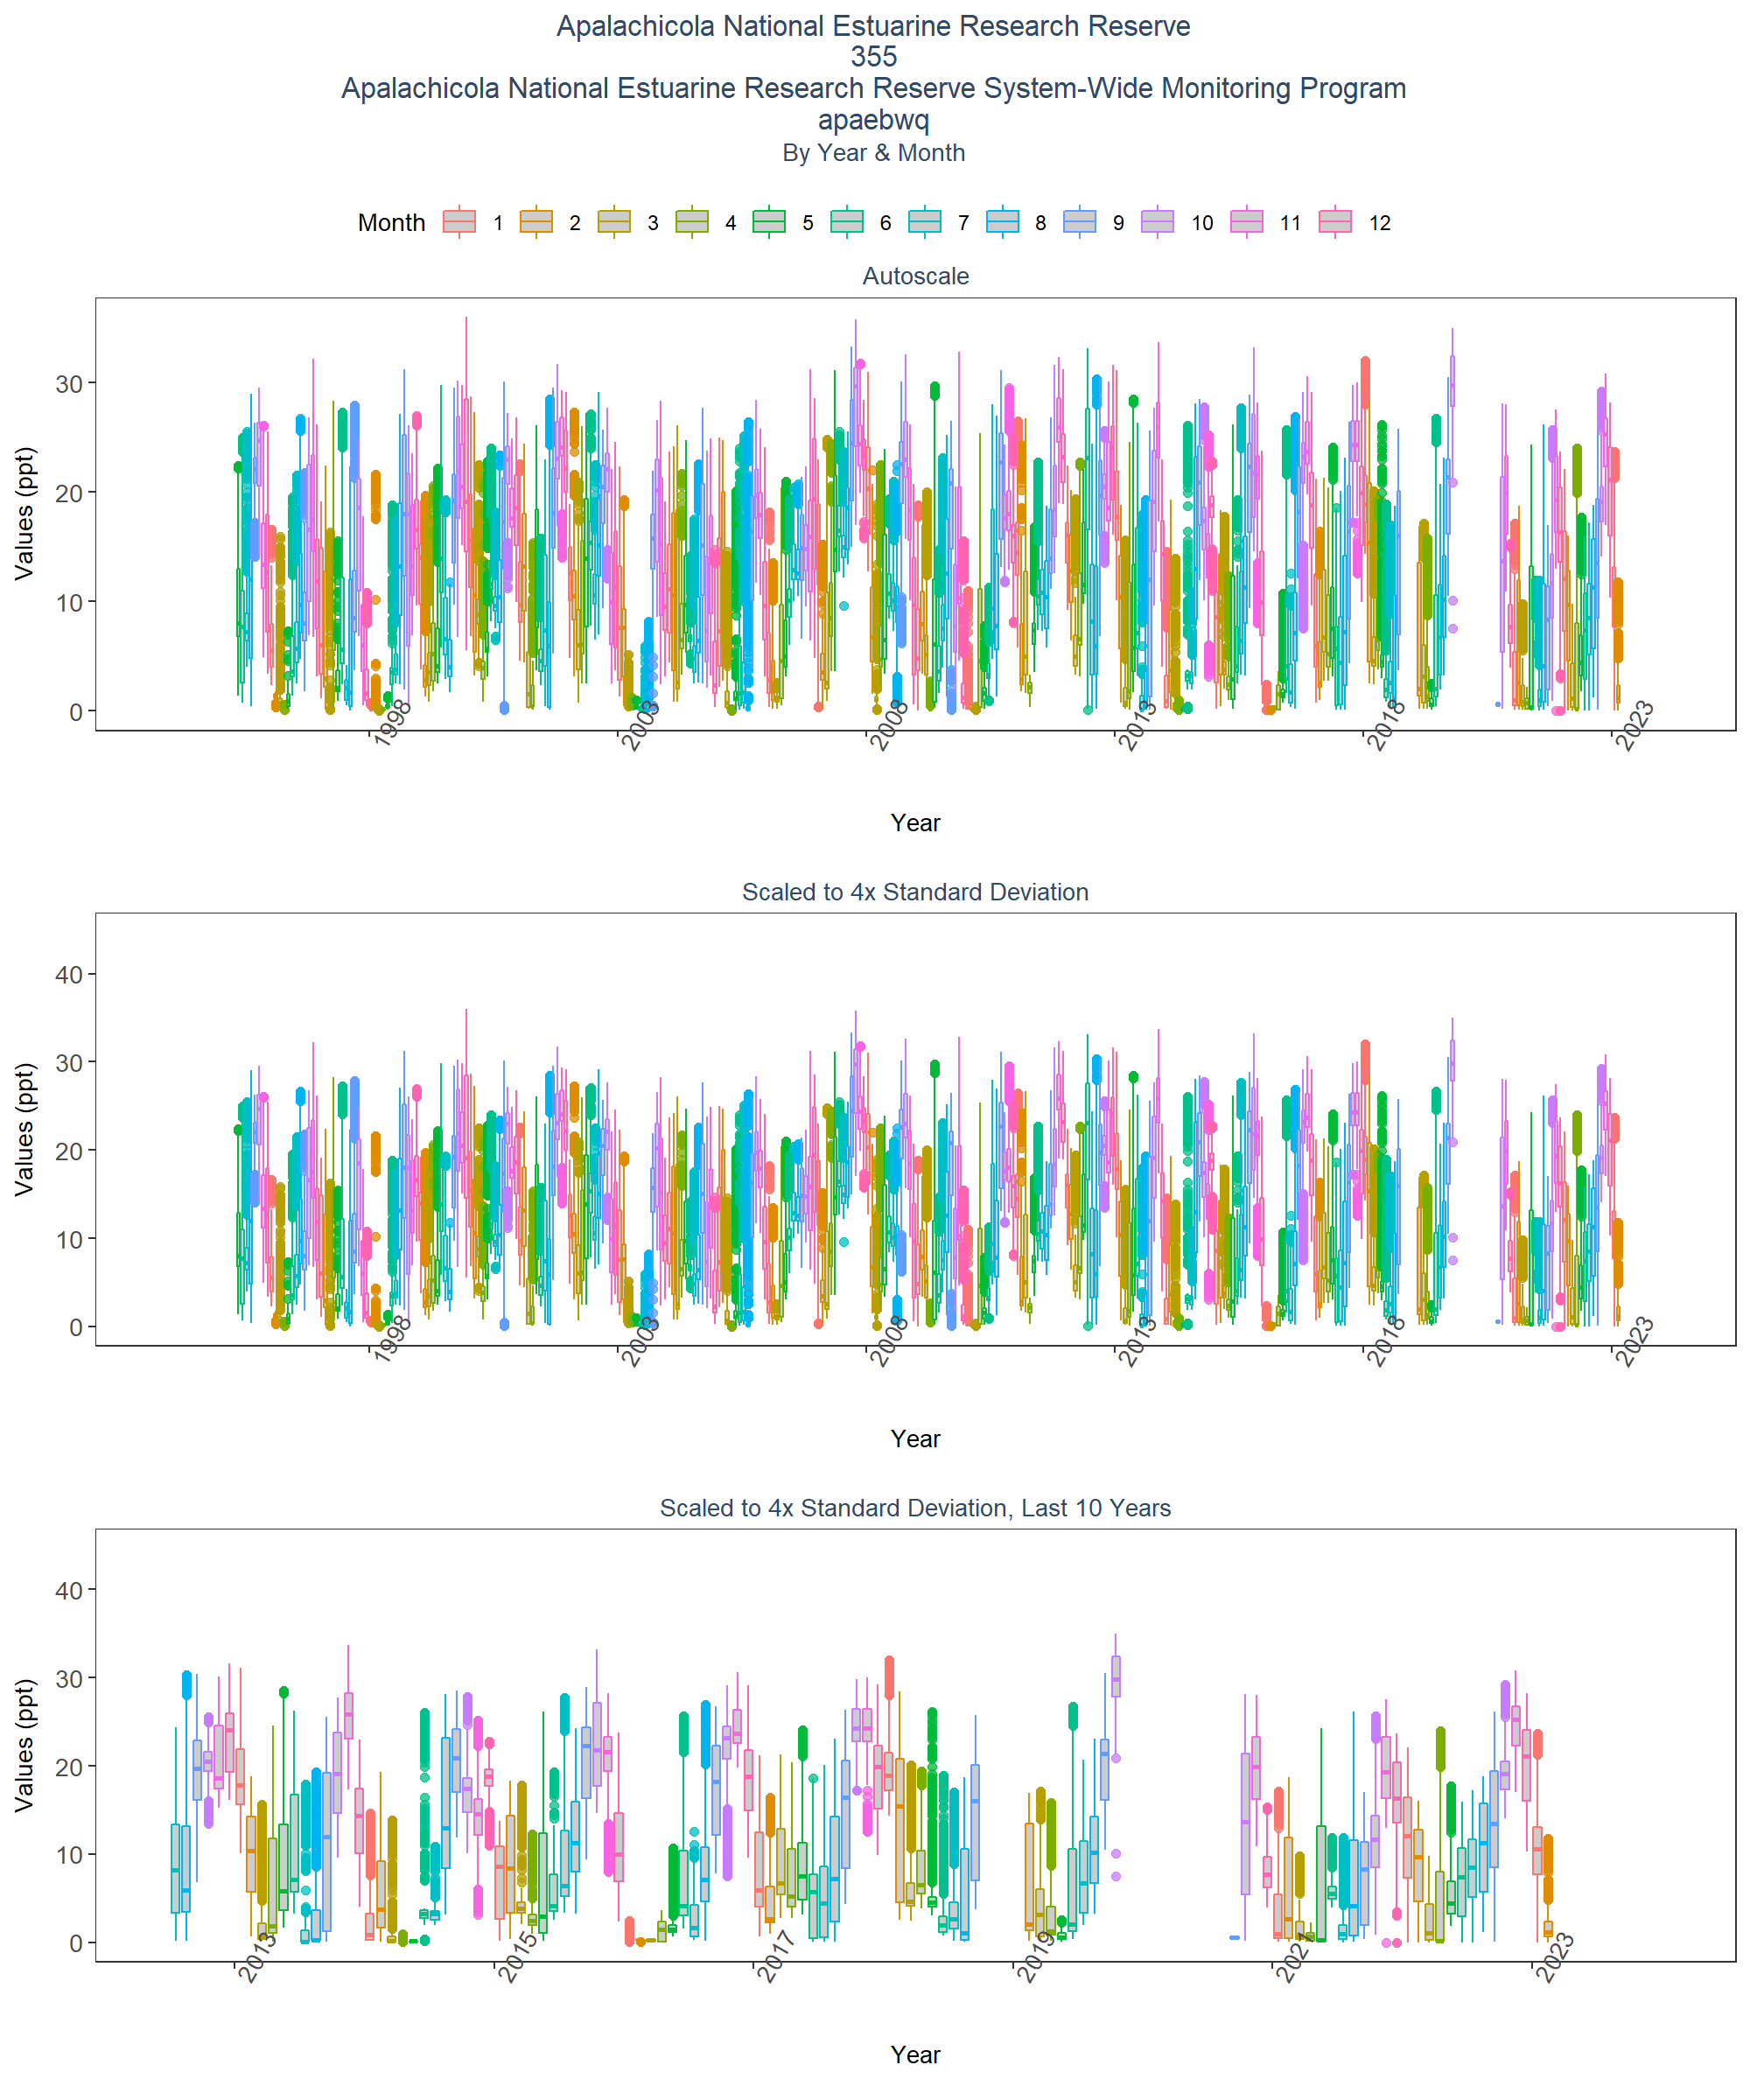 Apalachicola National Estuarine Research Reserve
355
Apalachicola National Estuarine Research Reserve System-Wide Monitoring Program
apaebwq
By Year & Month
Month 1 2 3 4 5 6 7 8 9 10 11 12
Autoscale
Values (ppt)
30
20
10
0
1998 2003 2008 2013 2018 2023
Year
Scaled to 4x Standard Deviation
Values (ppt)
40
30
20
10
0
1998 2003 2008 2013 2018 2023
Year
Scaled to 4x Standard Deviation, Last 10 Years
Values (ppt)
40
30
20
10
0
2013 2015 2017 2019 2021 2023
Year